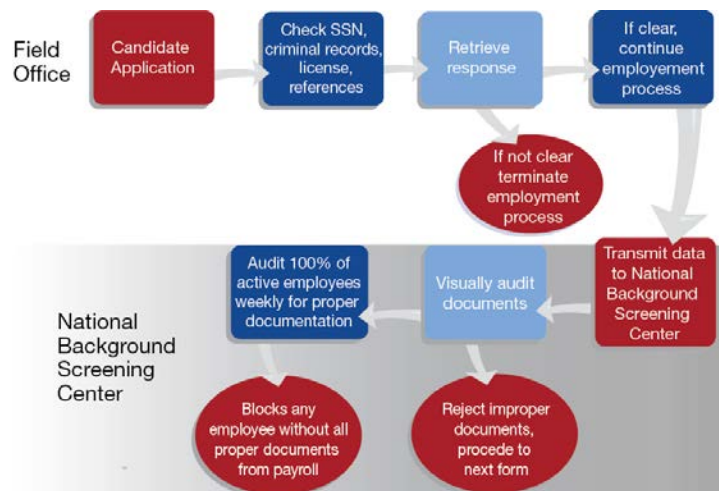 Field
Office
Candidate
Application
Check SSN,
criminal records,
license,
references
Retrieve
response
If clear,
continue
employement
process
If not clear
terminate
employment
process
National
Background
Screening
Center
Audit 100% of
active employees
weekly for proper
documentation
Visually audit
documents
Transmit data
to National
Background
Screening
Center
Blocks any
employee without all
proper documents
from payroll
Reject improper
documents,
procede to
next form